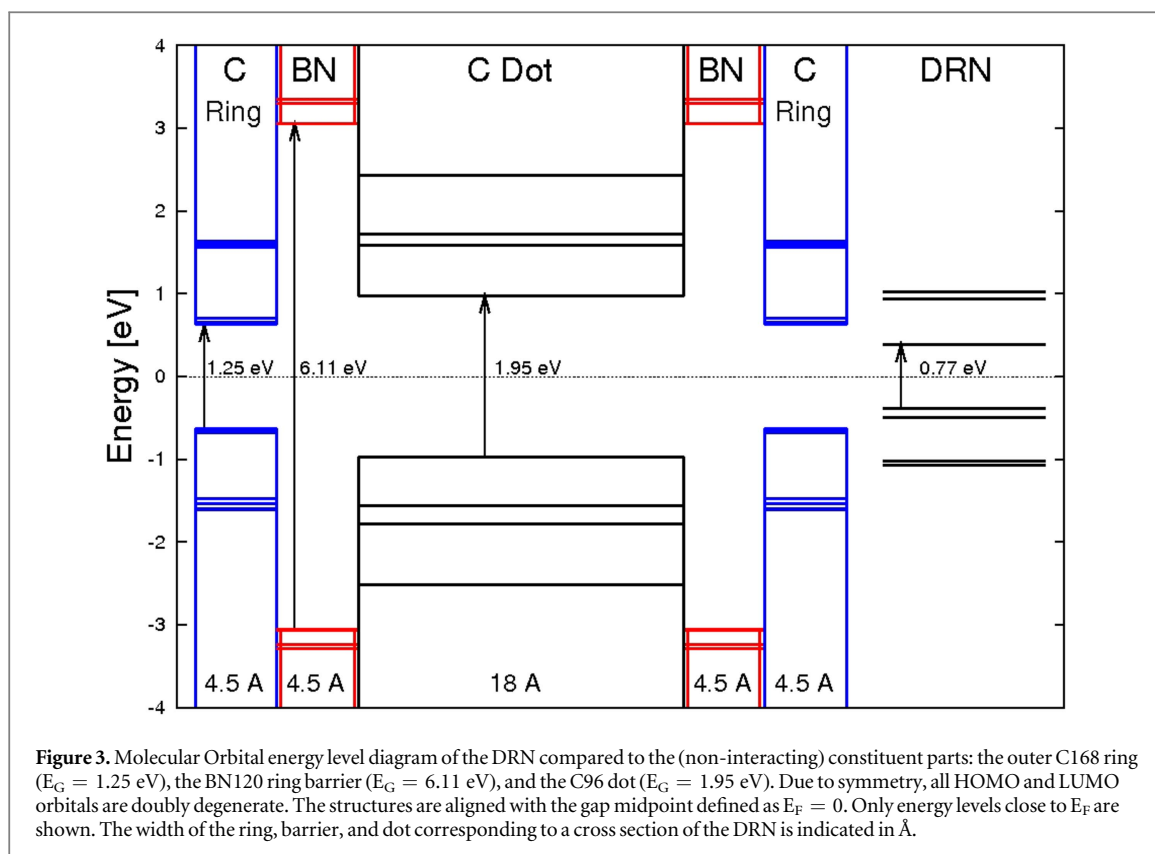 4
3
2
1
0
-1
-2
-3
-4
Energy [eV]
C
Ring
BN
C Dot
BN
C
Ring
DRN
1.25 eV
6.11 eV
1.95 eV
0.77 eV
4.5 A
4.5 A
18 A
4.5 A
4.5 A
Figure 3. Molecular Orbital energy level diagram of the DRN compared to the (non-interacting) constituent parts: the outer C168 ring
(E_G = 1.25 eV), the BN120 ring barrier (E_G = 6.11 eV), and the C96 dot (E_G = 1.95 eV). Due to symmetry, all HOMO and LUMO
orbitals are doubly degenerate. The structures are aligned with the gap midpoint defined as E_F = 0. Only energy levels close to E_F are
shown. The width of the ring, barrier, and dot corresponding to a cross section of the DRN is indicated in Å.